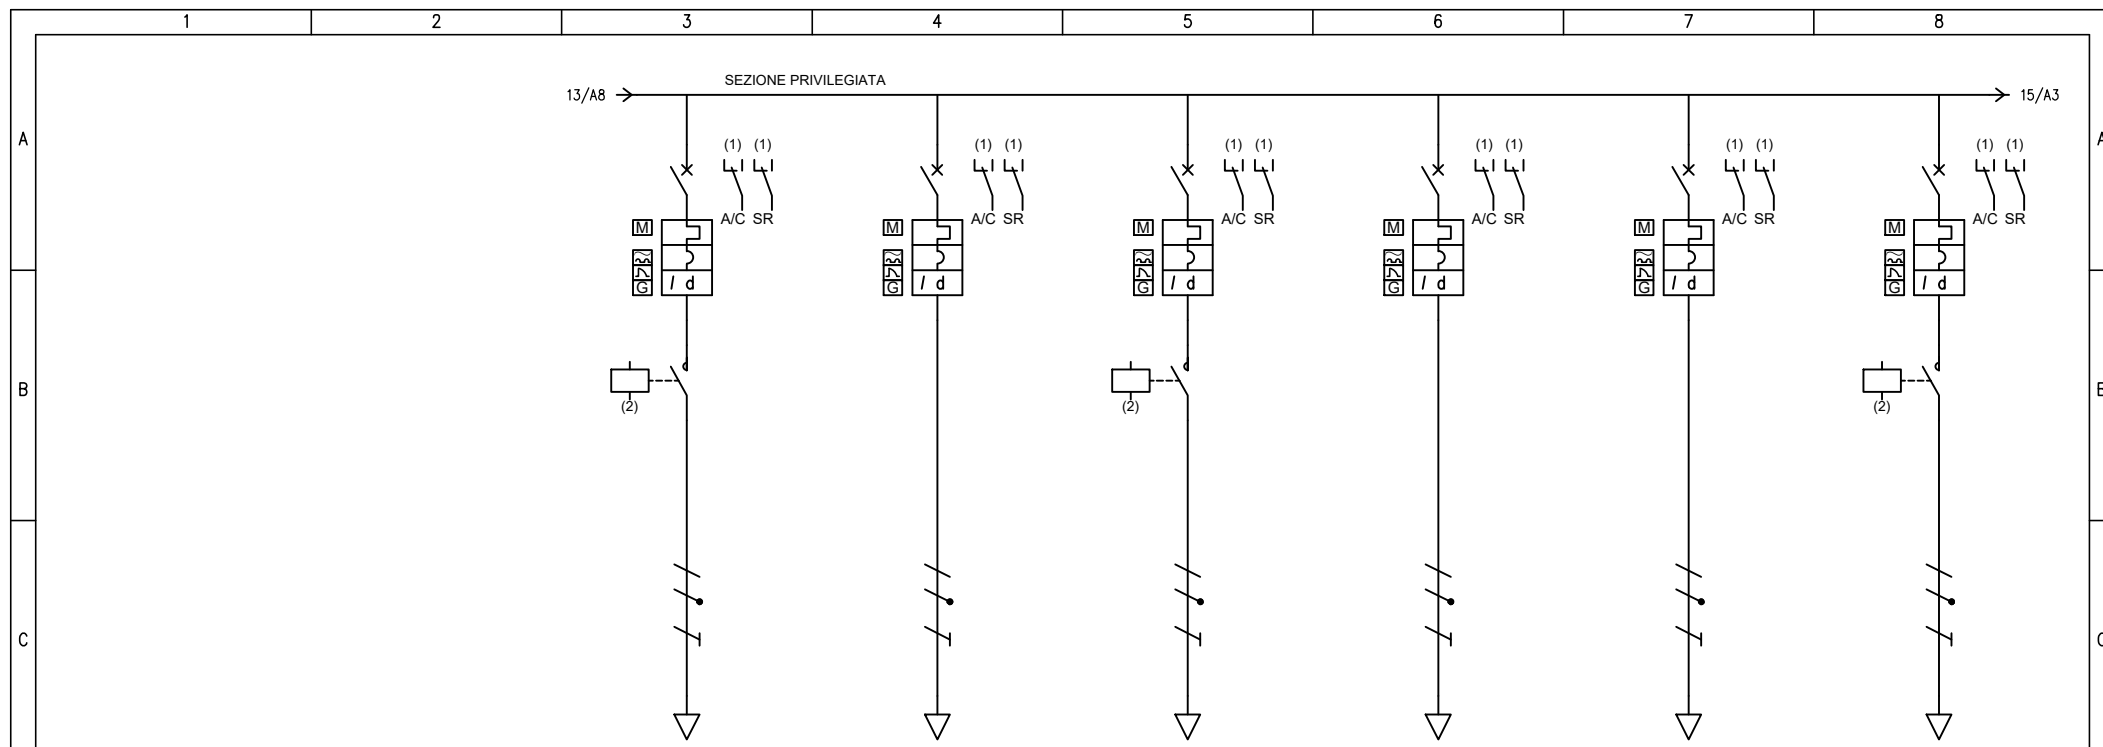 1 2 3 4 5 6 7 8
SEZIONE PRIVILEGIATA
13/A8 15/A3
A A
(1) (1) (1) (1) (1) (1) (1) (1) (1) (1) (1) (1)
A/C SR A/C SR A/C SR A/C SR A/C SR A/C SR
M M M M M M
G I d G I d G I d G I d G I d G I d
B B
(2) (2) (2)
C C